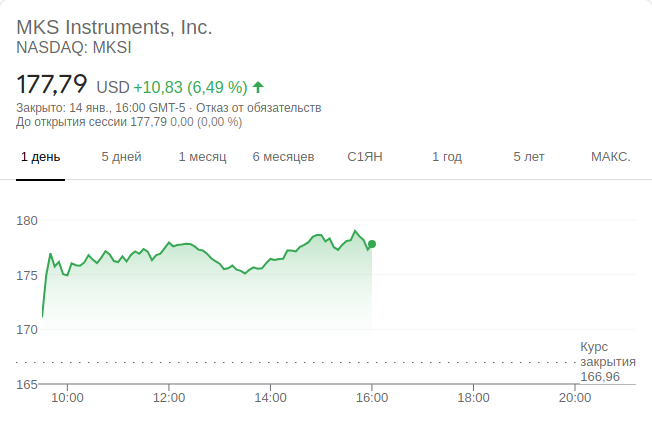 MKS Instruments, Inc.
NASDAQ: MKSI
177,79 USD +10,83 (6,49 %)
Закрыто: 14 янв., 16:00 GMT-5 · Отказ от обязательств
До открытия сессии 177,79 0,00 (0,00 %)
1 день 5 дней 1 месяц 6 месяцев С1ЯН 1 год 5 лет МАКС.
180
175
170
Курс
закрытия
166,96
165
10:00 12:00 14:00 16:00 18:00 20:00